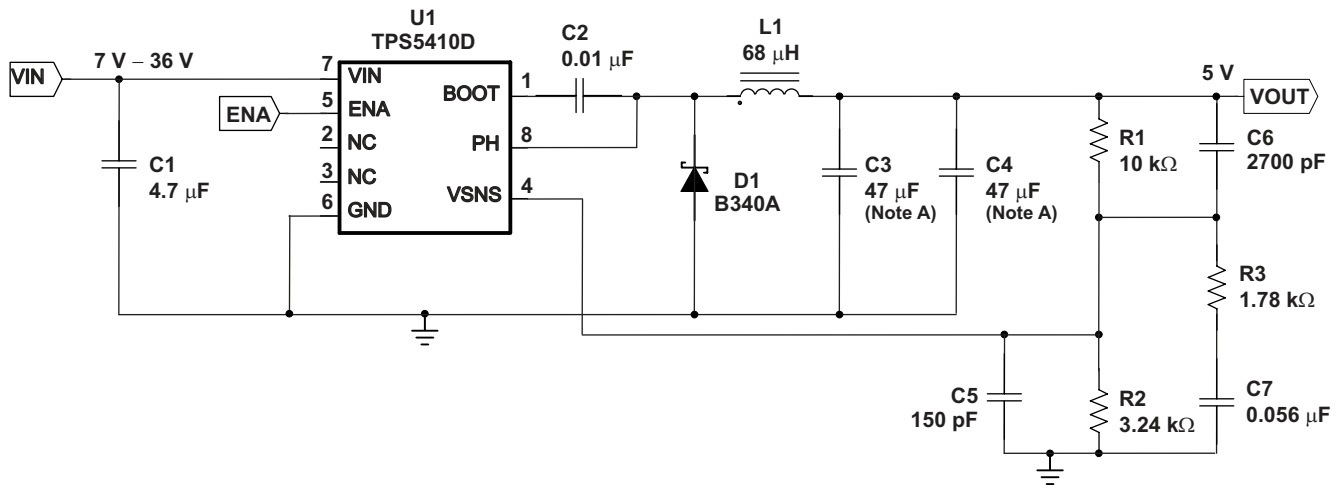 U1
TPS5410D
VIN
7 V – 36 V
7
VIN
ENA
5
ENA
2
NC
3
NC
6
GND
BOOT
1
PH
8
VSNS
4
C1
4.7 μF
C2
0.01 μF
L1
68 μH
D1
B340A
C3
47 μF
(Note A)
C4
47 μF
(Note A)
5 V
VOUT
R1
10 kΩ
C6
2700 pF
R3
1.78 kΩ
C5
150 pF
R2
3.24 kΩ
C7
0.056 μF